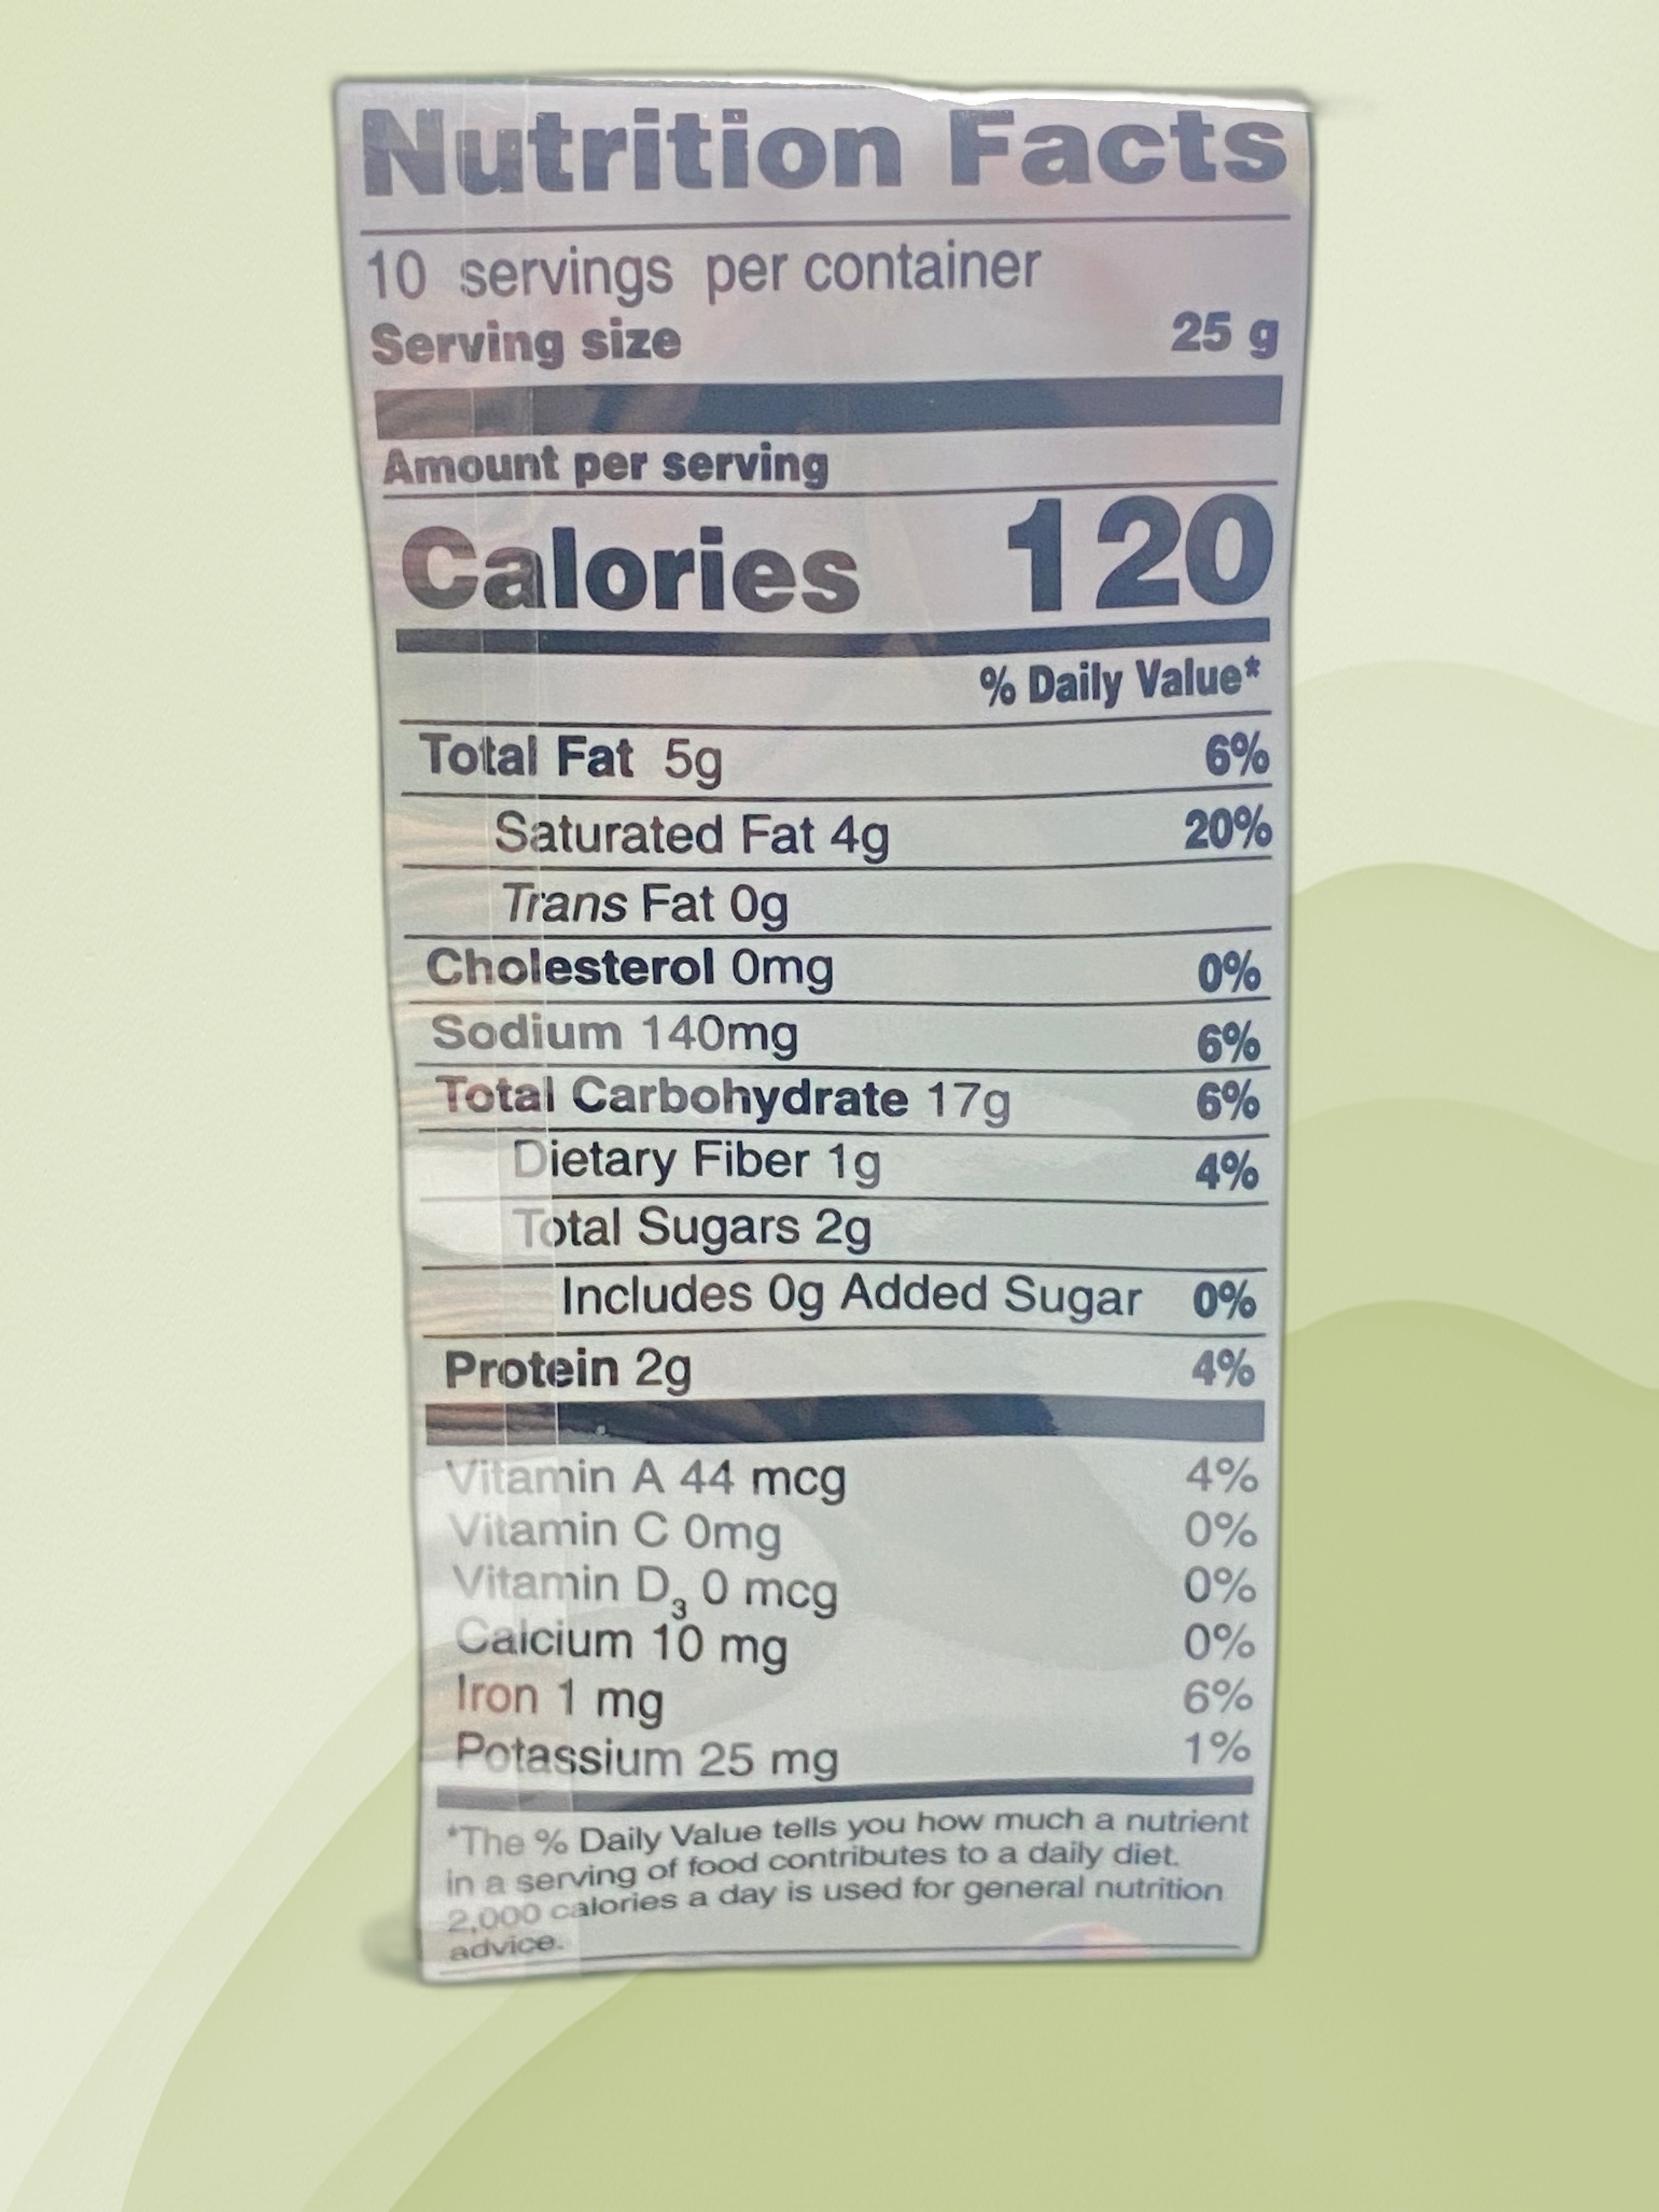 Nutrition Facts
10 servings per container
Serving size 25 g
Amount per serving
Calories 120
% Daily Value*
Total Fat 5g 6%
Saturated Fat 4g 20%
Trans Fat 0g
Cholesterol 0mg 0%
Sodium 140mg 6%
Total Carbohydrate 17g 6%
Dietary Fiber 1g 4%
Total Sugars 2g
Includes 0g Added Sugar 0%
Protein 2g 4%
Vitamin A 44 mcg 4%
Vitamin C 0mg 0%
Vitamin D₃ 0 mcg 0%
Calcium 10 mg 0%
Iron 1 mg 6%
Potassium 25 mg 1%
*The % Daily Value tells you how much a nutrient
in a serving of food contributes to a daily diet.
2,000 calories a day is used for general nutrition
advice.